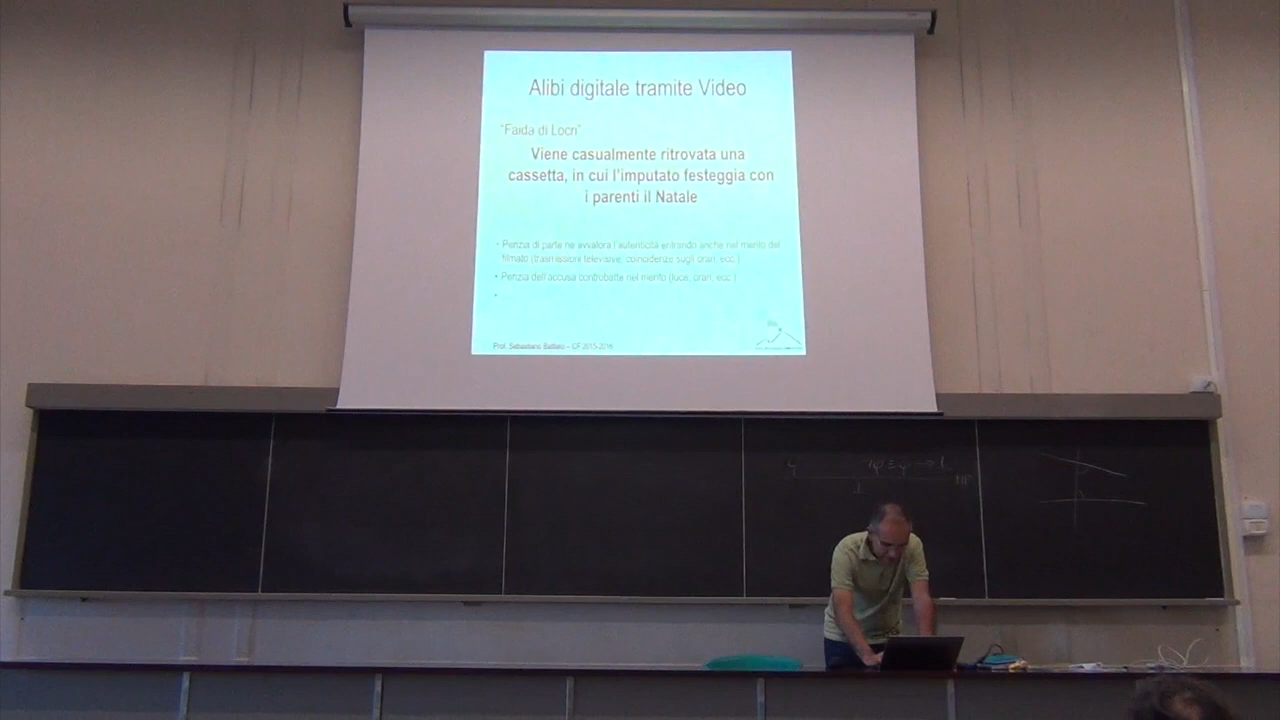 Alibi digitale tramite Video
"Faida di Locri"
Viene casualmente ritrovata una
cassetta, in cui l'imputato festeggia con
i parenti il Natale
• Perizia di parte ne avvalora l'autenticità entrando anche nel merito del
filmato (trasmissioni televisive, coincidenze sugli orari, ecc.)
• Perizia dell'accusa controbatte nel merito (luce, orari, ecc.)
•
Prof. Sebastiano Battiato – CF 2015-2016